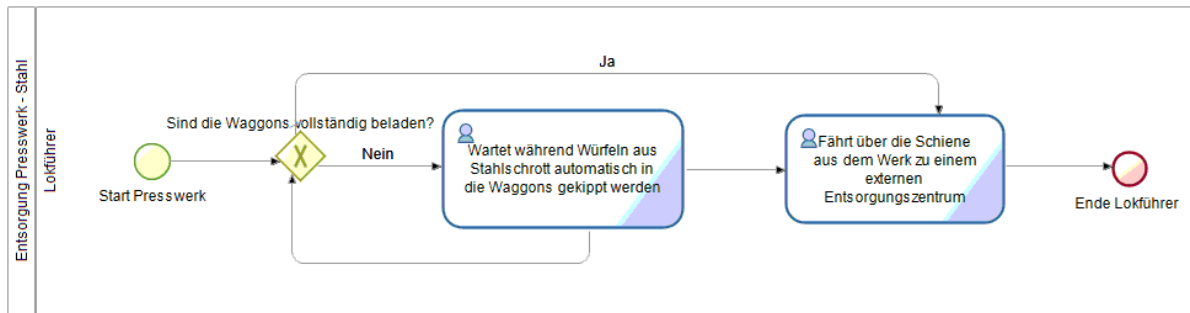 Entsorgung Presswerk - Stahl
Lokführer
Ja
Sind die Waggons vollständig beladen?
Start Presswerk
Nein
Wartet während Würfeln aus
Stahlschrott automatisch in
die Waggons gekippt werden
Fährt über die Schiene
aus dem Werk zu einem
externen
Entsorgungszentrum
Ende Lokführer